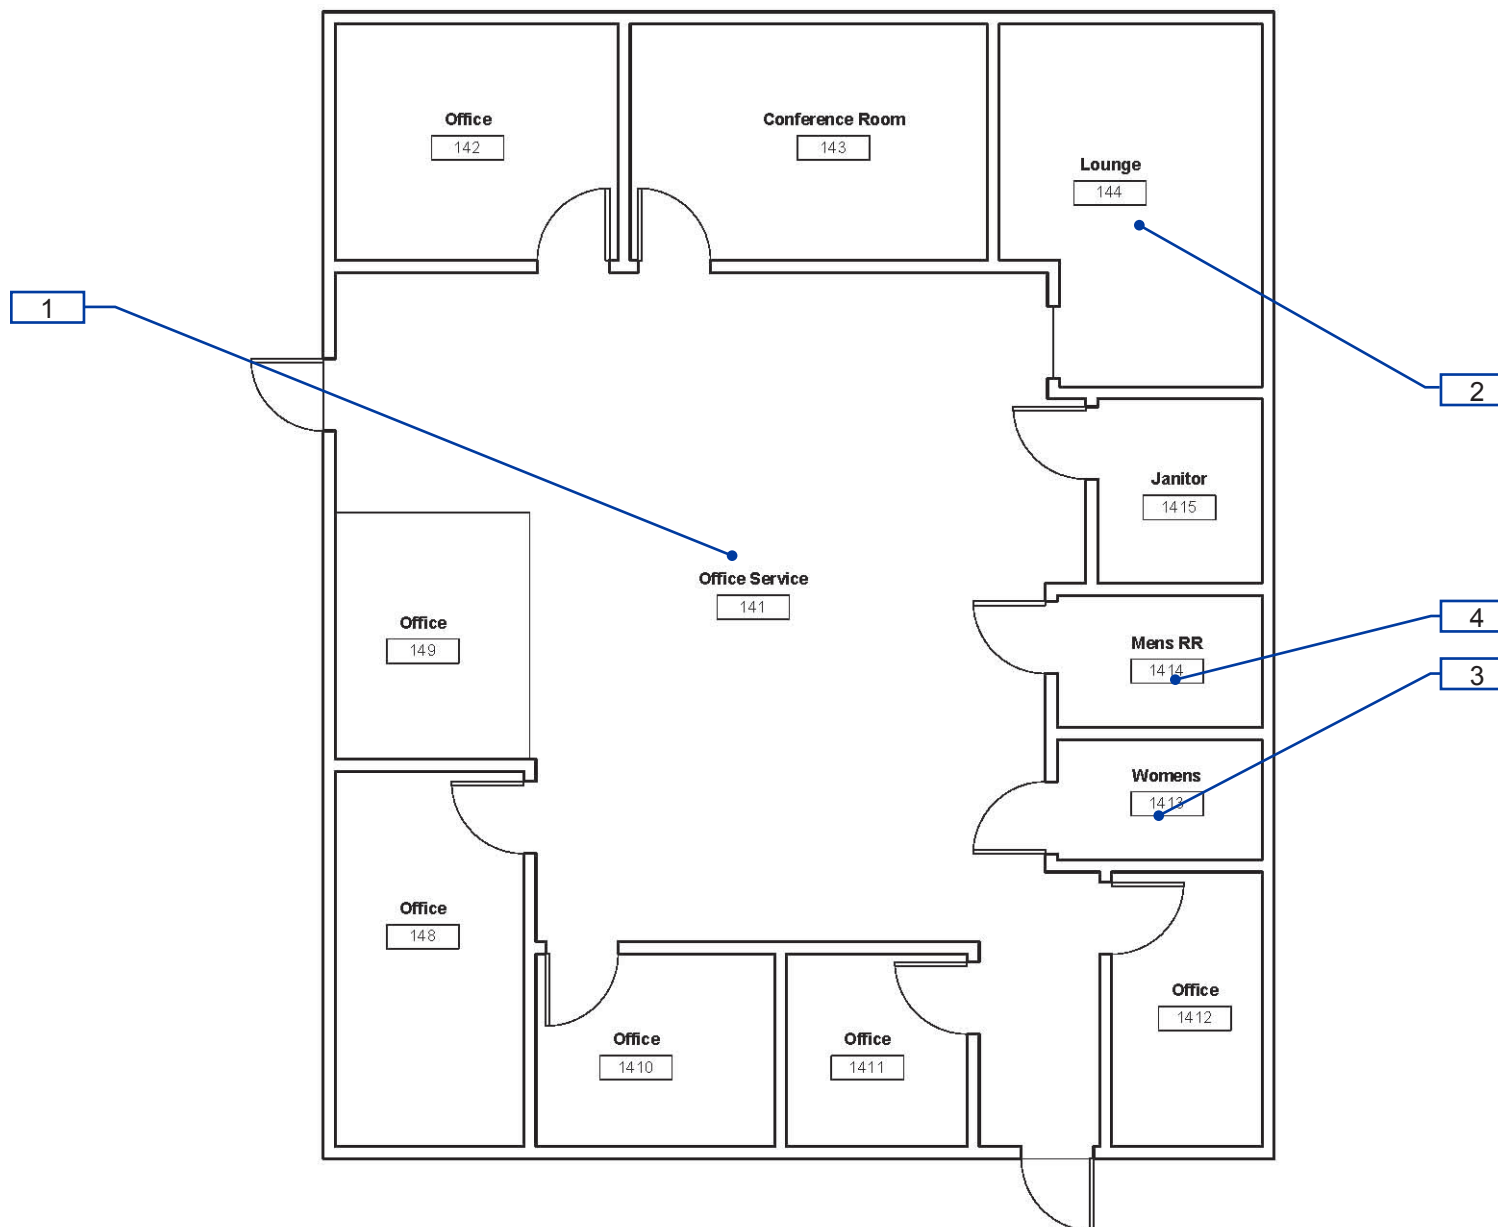 Office
142
Conference Room
143
Lounge
144
1
2
Janitor
1415
Office Service
141
Office
149
4
Mens RR
1414
3
Womens
1413
Office
148
Office
1412
Office
1410
Office
1411